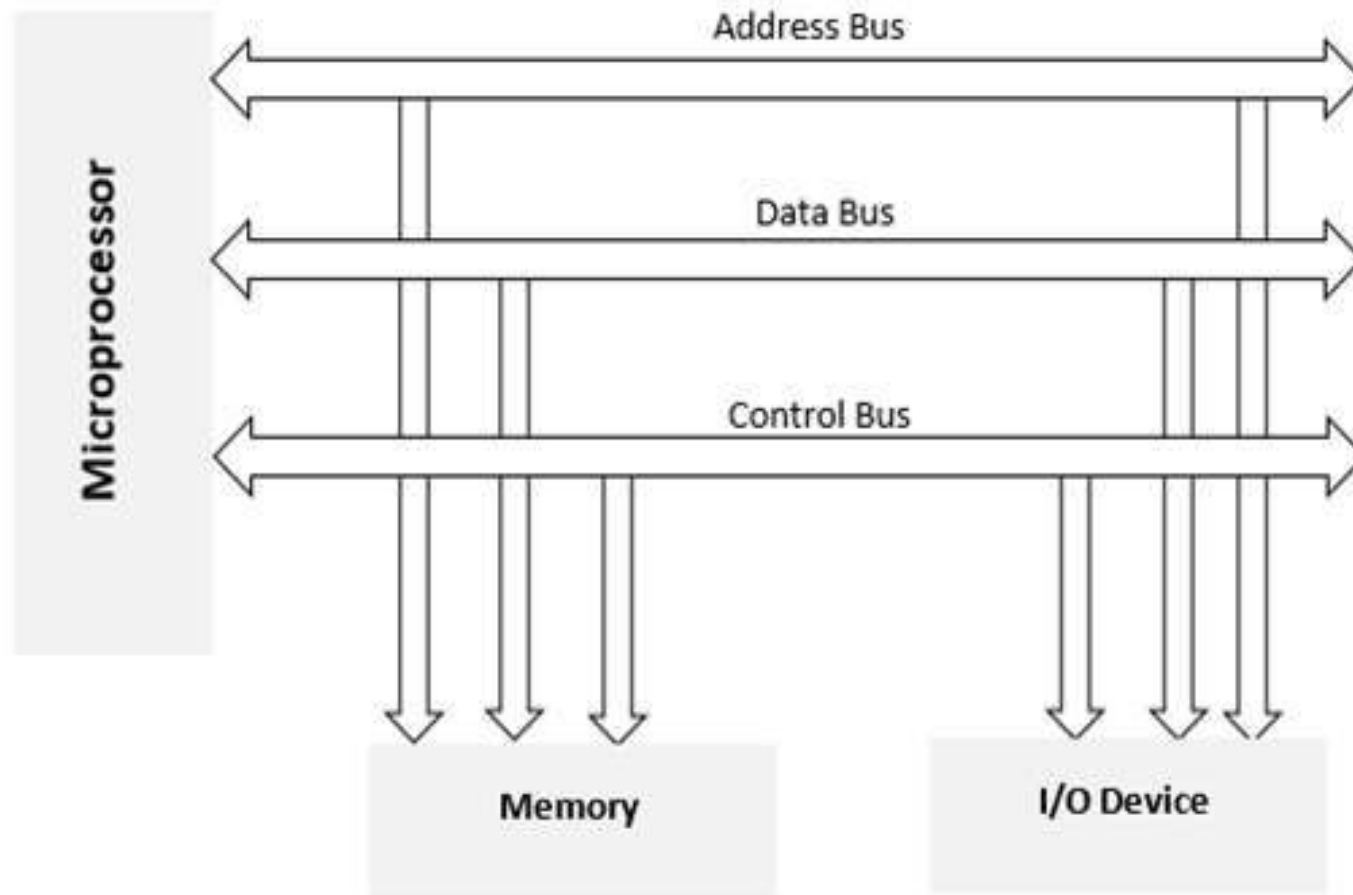 Address Bus
Microprocessor
Data Bus
Control Bus
Memory
I/O Device